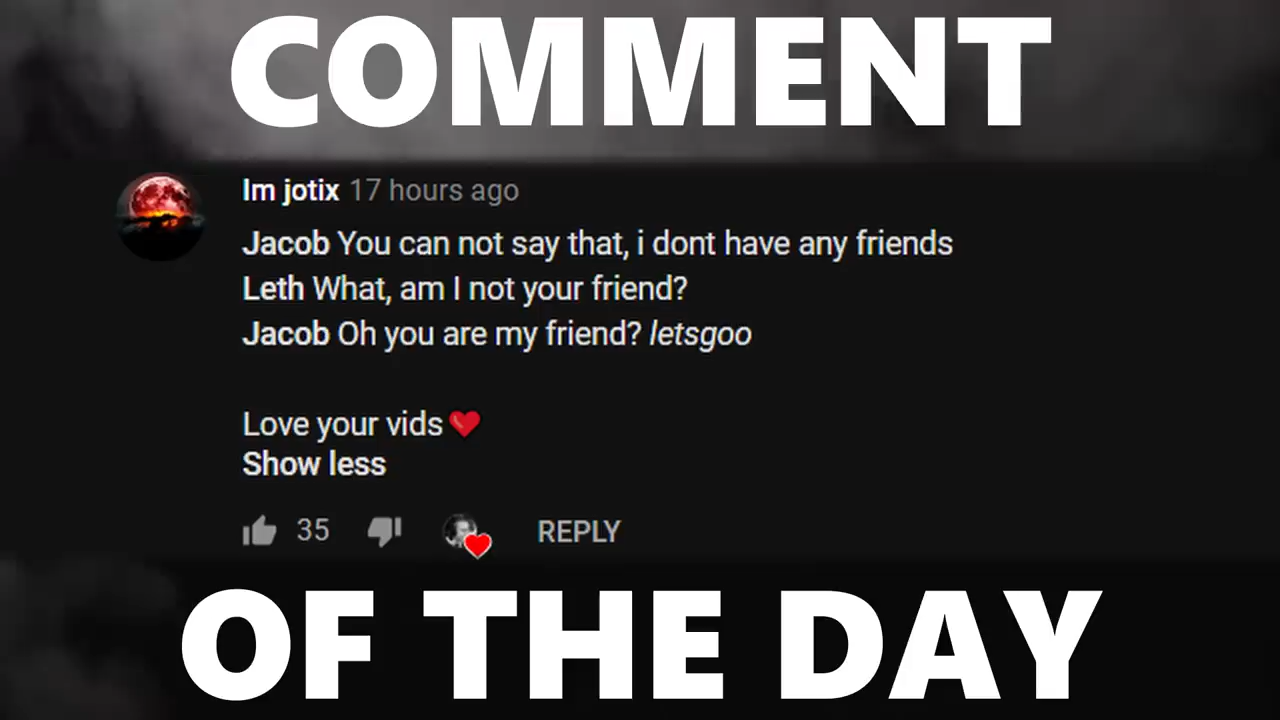 COMMENT
Im jotix 17 hours ago
Jacob You can not say that, i dont have any friends
Leth What, am I not your friend?
Jacob Oh you are my friend? letsgoo
Love your vids❤️
Show less
35 REPLY
OF THE DAY